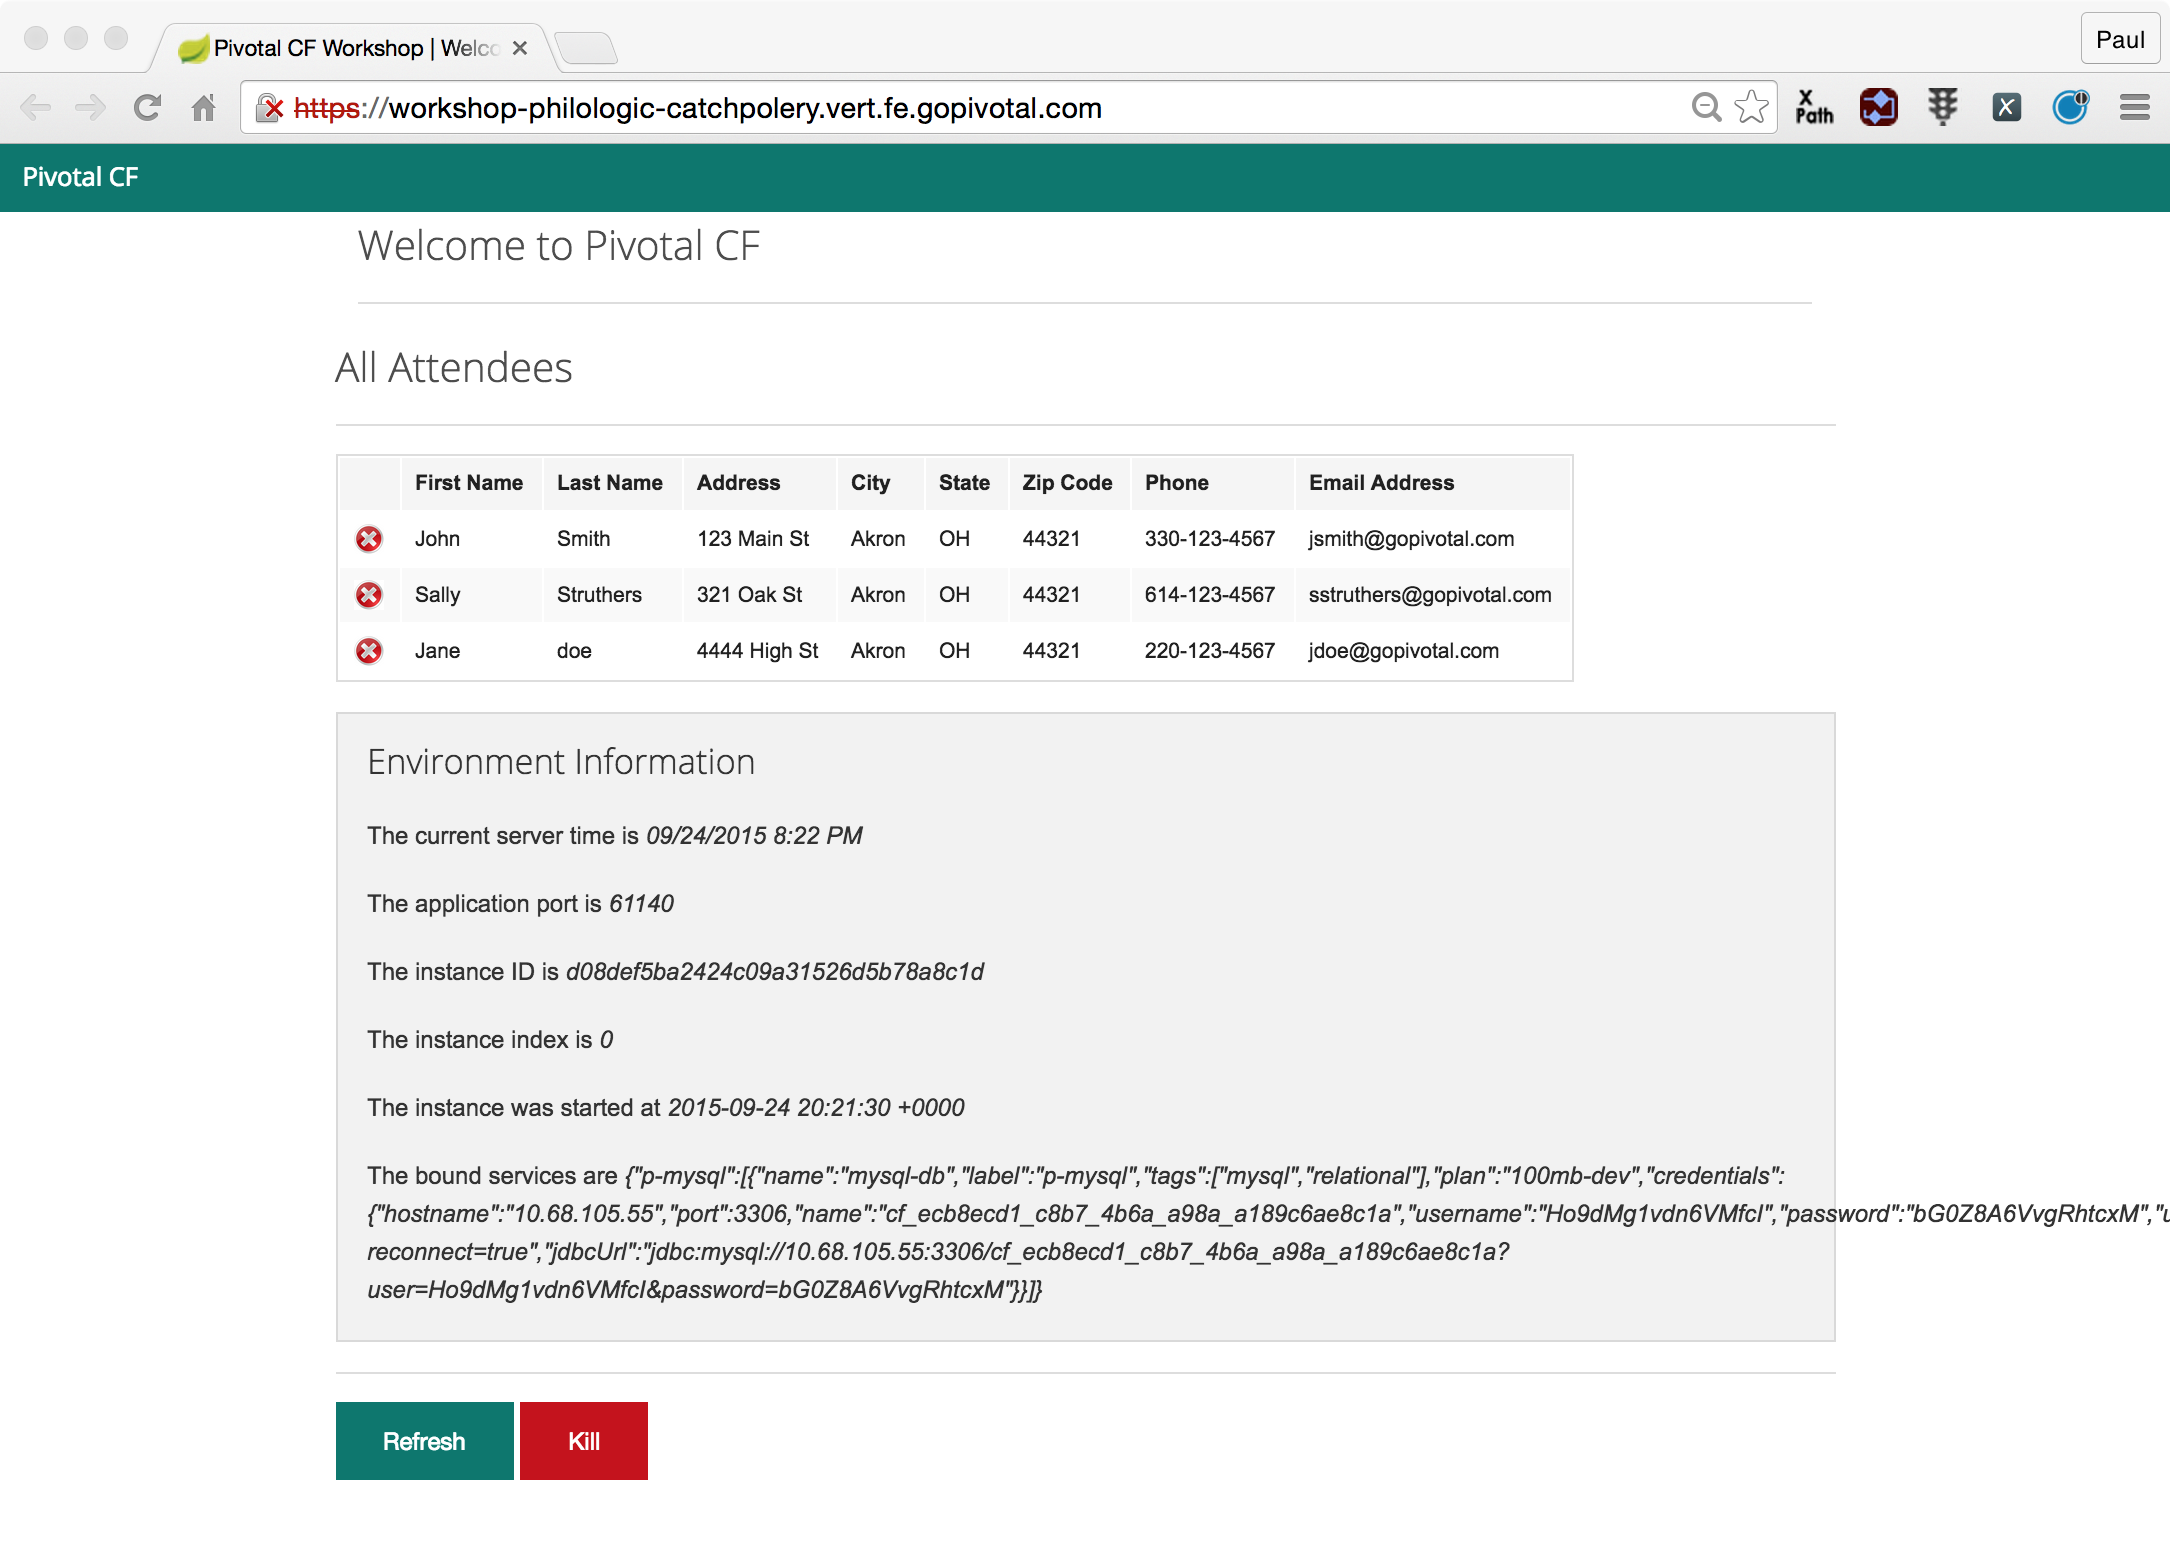 Pivotal CF Workshop | Welco
Paul
https://workshop-philologic-catchpolery.vert.fe.gopivotal.com
X Path
Pivotal CF
Welcome to Pivotal CF
All Attendees
First Name Last Name Address City State Zip Code Phone Email Address
John Smith 123 Main St Akron OH 44321 330-123-4567 jsmith@gopivotal.com
Sally Struthers 321 Oak St Akron OH 44321 614-123-4567 sstruthers@gopivotal.com
Jane doe 4444 High St Akron OH 44321 220-123-4567 jdoe@gopivotal.com
Environment Information
The current server time is 09/24/2015 8:22 PM
The application port is 61140
The instance ID is d08def5ba2424c09a31526d5b78a8c1d
The instance index is 0
The instance was started at 2015-09-24 20:21:30 +0000
The bound services are {"p-mysql":[{"name":"mysql-db","label":"p-mysql","tags":["mysql","relational"],"plan":"100mb-dev","credentials":
{"hostname":"10.68.105.55","port":3306,"name":"cf_ecb8ecd1_c8b7_4b6a_a98a_a189c6ae8c1a","username":"Ho9dMg1vdn6VMfcI","password":"bG0Z8A6VvgRhtcxM","u
reconnect=true","jdbcUrl":"jdbc:mysql://10.68.105.55:3306/cf_ecb8ecd1_c8b7_4b6a_a98a_a189c6ae8c1a?
user=Ho9dMg1vdn6VMfcI&password=bG0Z8A6VvgRhtcxM"}}]}
Refresh Kill